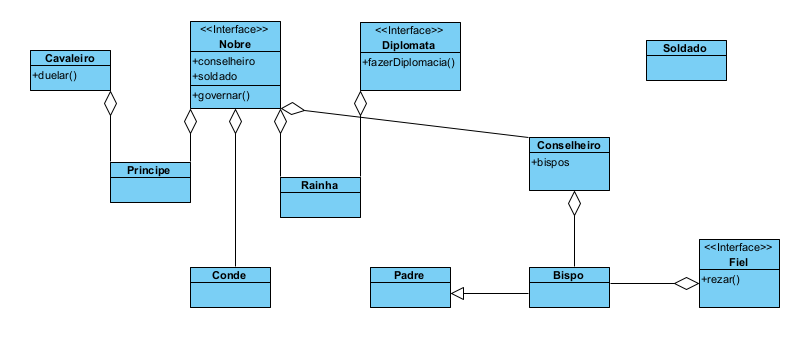 <<Interface>>
Nobre
+conselheiro
+soldado
+governar()
<<Interface>>
Diplomata
+fazerDiplomacia()
Soldado
Cavaleiro
+duelar()
Conselheiro
+bispos
Principe
Rainha
<<Interface>>
Fiel
+rezar()
Conde
Padre
Bispo